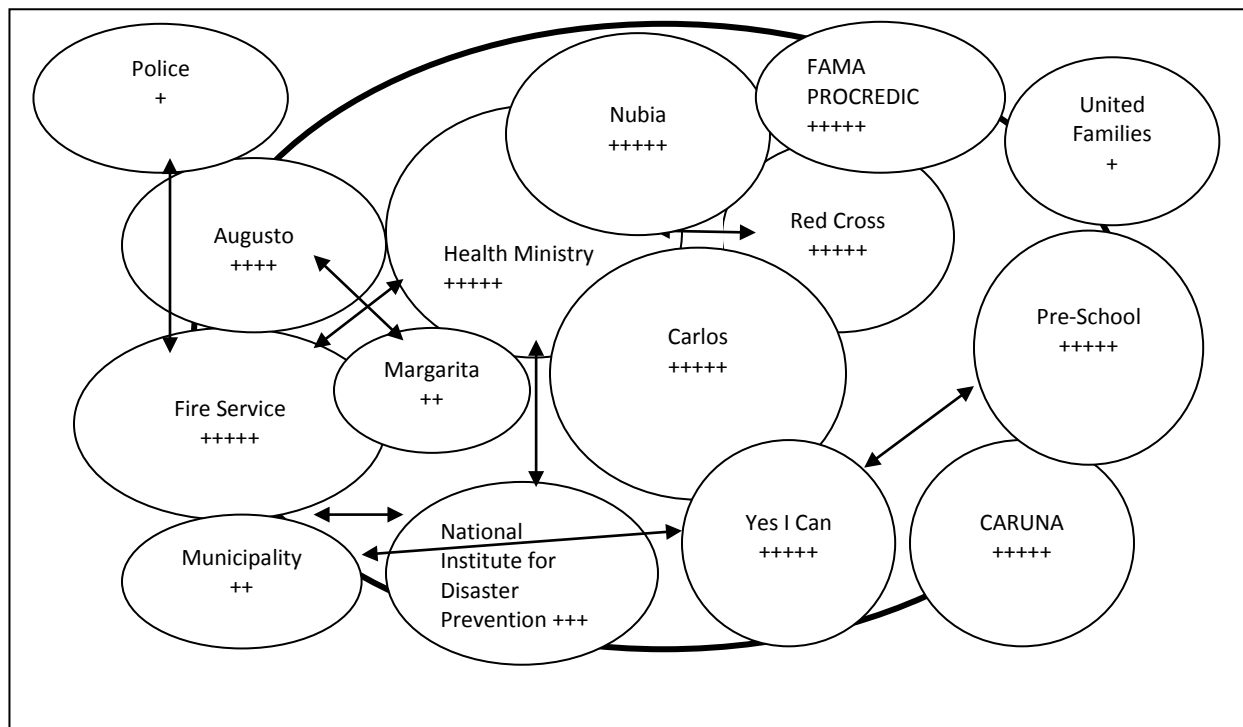 Police
+
FAMA
PROCREDIC
+++++
Nubia
+++++
United
Families
+
Augusto
++++
Health Ministry
+++++
Red Cross
+++++
Pre-School
+++++
Carlos
+++++
Margarita
++
Fire Service
+++++
Municipality
++
National
Institute for
Disaster
Prevention +++
Yes I Can
+++++
CARUNA
+++++